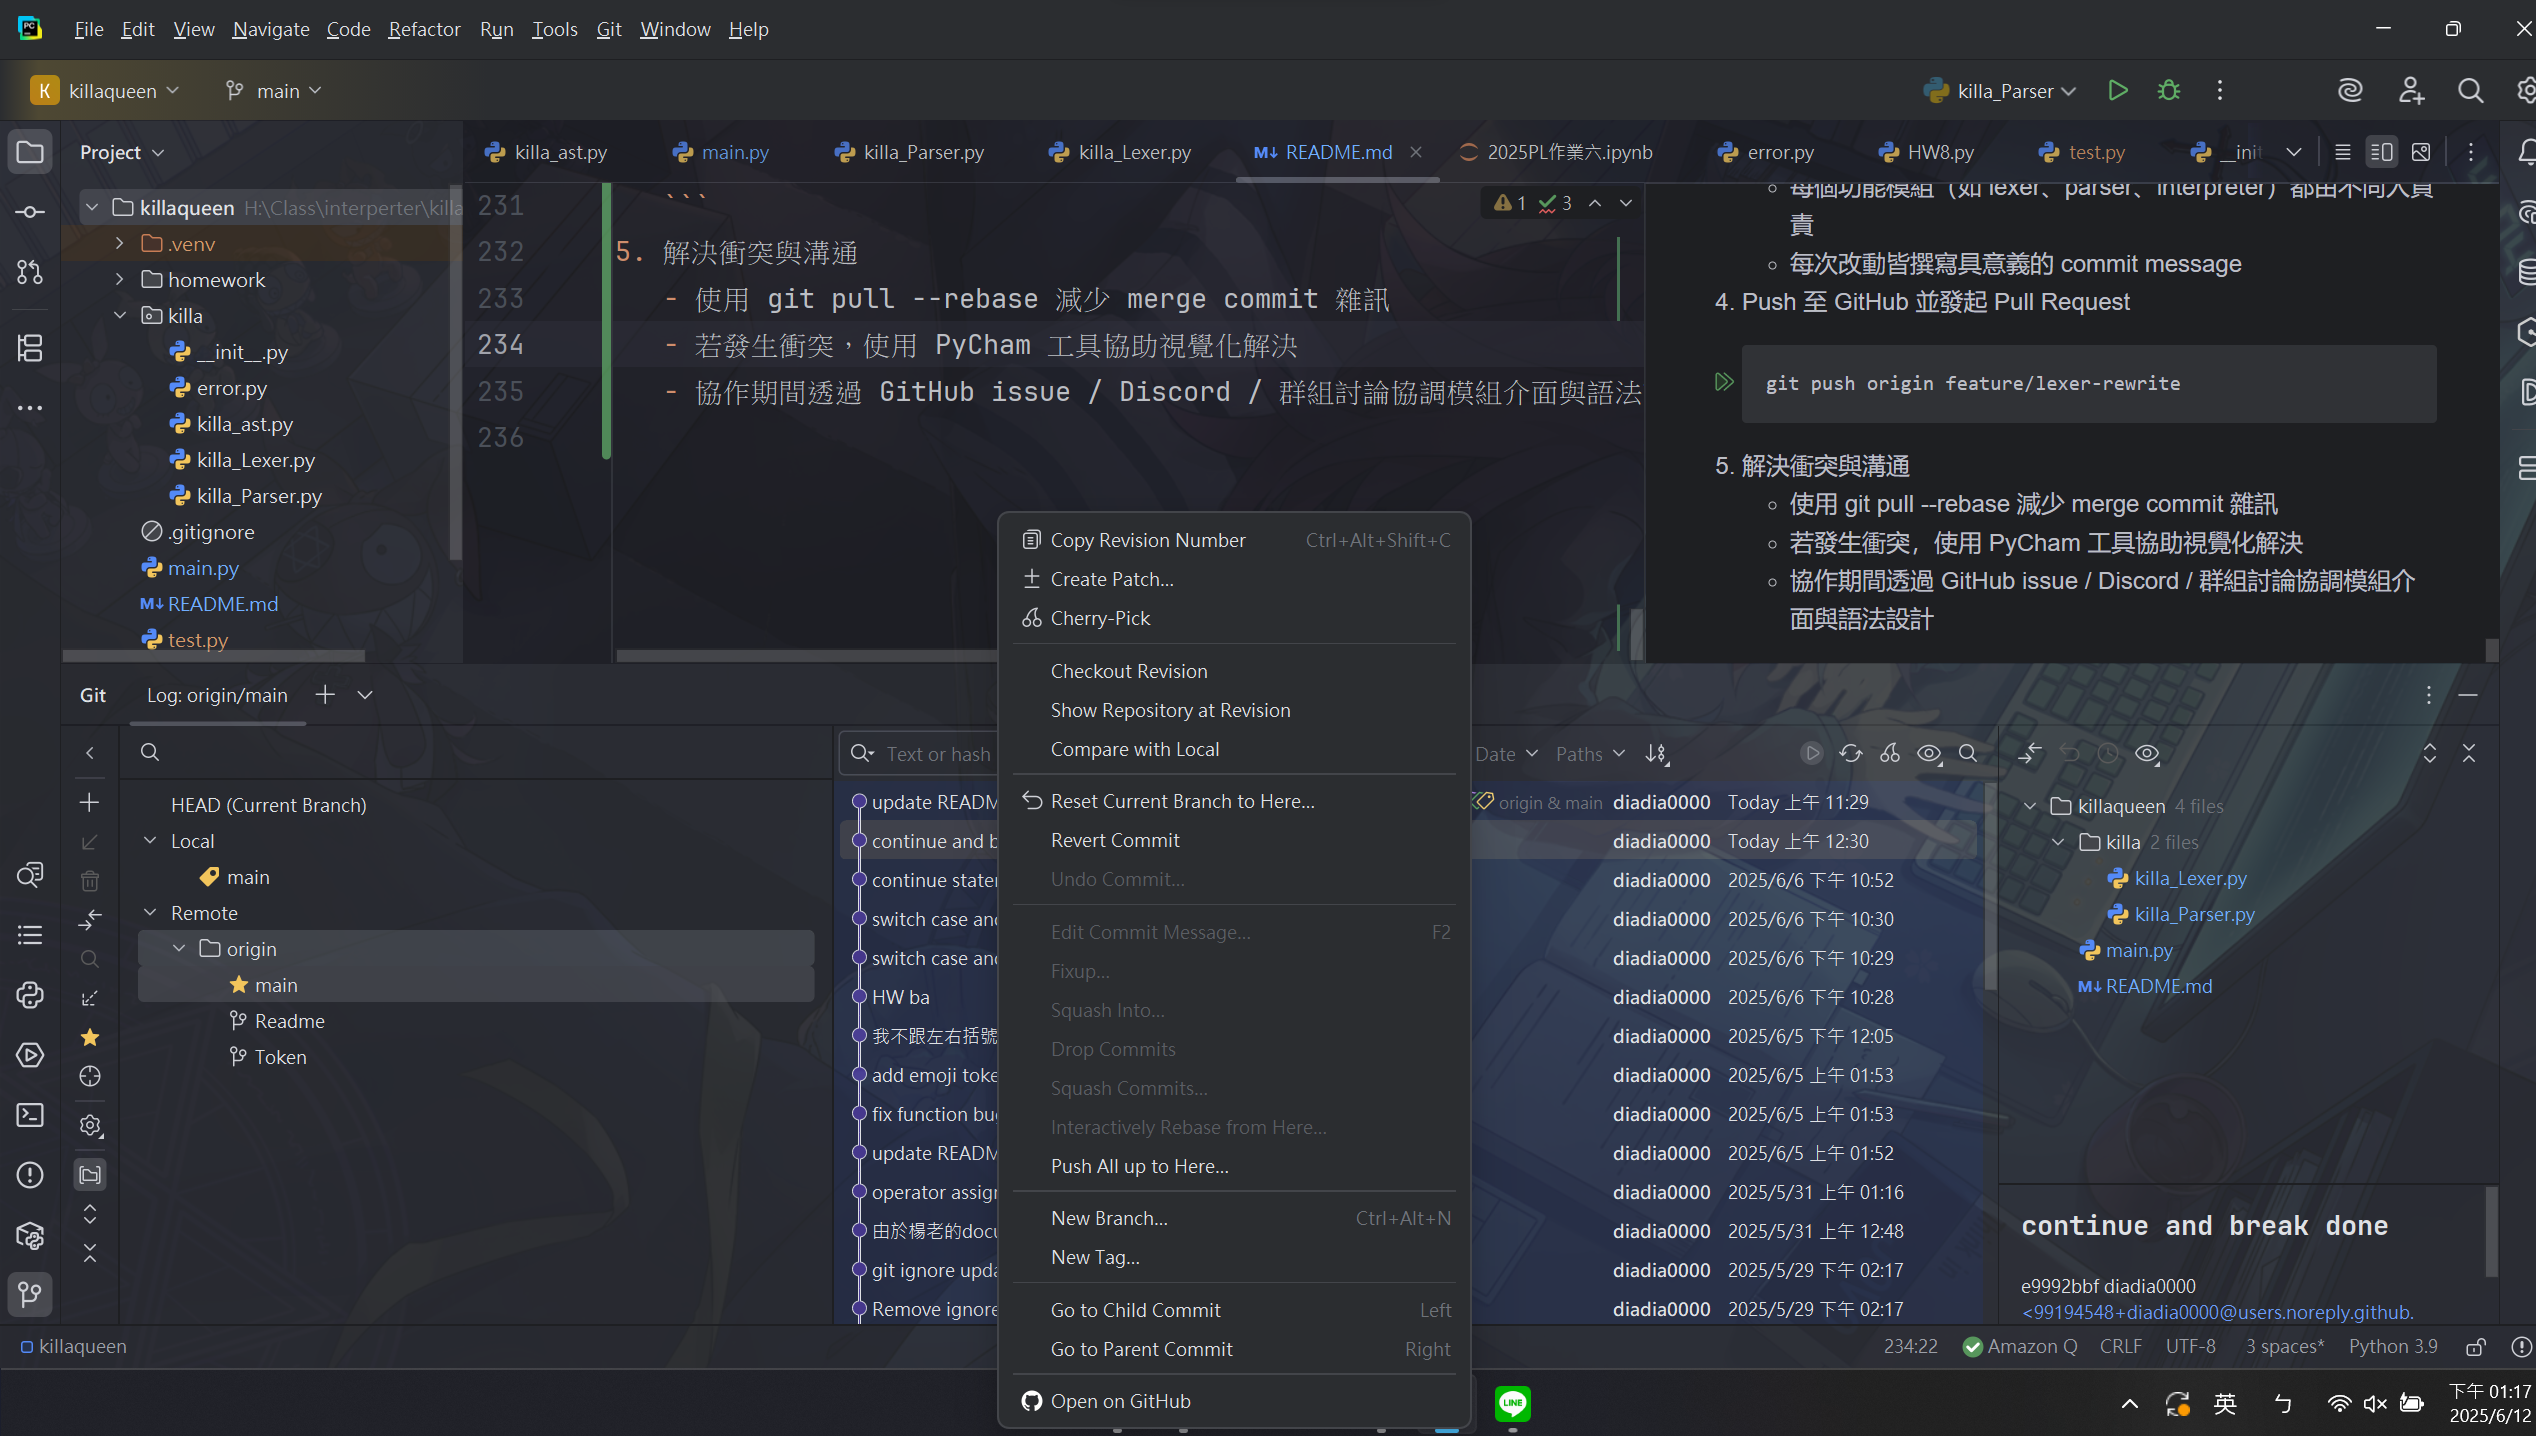 File Edit View Navigate Code Refactor Run Tools Git Window Help
K killaqueen main killa_Parser
Project
killa_ast.py main.py killa_Parser.py killa_Lexer.py README.md 2025PL作業六.ipynb error.py HW8.py test.py __init
killaqueen H:\Class\interperter\killa
.venv
homework
killa
__init__.py
error.py
killa_ast.py
killa_Lexer.py
killa_Parser.py
.gitignore
main.py
README.md
test.py
1 3
231 ```
232 5. 解決衝突與溝通
233 - 使用 git pull --rebase 減少 merge commit 雜訊
234 - 若發生衝突，使用 PyCham 工具協助視覺化解決
235 - 協作期間透過 GitHub issue / Discord / 群組討論協調模組介面與語法
236
每個功能模組（如 lexer、parser、interpreter）都由不同人負
責
每次改動皆撰寫具意義的 commit message
4. Push 至 GitHub 並發起 Pull Request
git push origin feature/lexer-rewrite
5. 解決衝突與溝通
使用 git pull --rebase 減少 merge commit 雜訊
若發生衝突，使用 PyCham 工具協助視覺化解決
協作期間透過 GitHub issue / Discord / 群組討論協調模組介
面與語法設計
Git Log: origin/main
HEAD (Current Branch)
Local
main
Remote
origin
main
Readme
Token
Text or hash
Date Paths
update READM origin & main diadia0000 Today 上午 11:29
continue and b diadia0000 Today 上午 12:30
continue stater diadia0000 2025/6/6 下午 10:52
switch case and diadia0000 2025/6/6 下午 10:30
switch case and diadia0000 2025/6/6 下午 10:29
HW ba diadia0000 2025/6/6 下午 10:28
我不跟左右括號 diadia0000 2025/6/5 下午 12:05
add emoji toke diadia0000 2025/6/5 上午 01:53
fix function bug diadia0000 2025/6/5 上午 01:53
update READM diadia0000 2025/6/5 上午 01:52
operator assign diadia0000 2025/5/31 上午 01:16
由於楊老的docu diadia0000 2025/5/31 上午 12:48
git ignore upda diadia0000 2025/5/29 下午 02:17
Remove ignore diadia0000 2025/5/29 下午 02:17
Copy Revision Number Ctrl+Alt+Shift+C
Create Patch...
Cherry-Pick
Checkout Revision
Show Repository at Revision
Compare with Local
Reset Current Branch to Here...
Revert Commit
Undo Commit...
Edit Commit Message... F2
Fixup...
Squash Into...
Drop Commits
Squash Commits...
Interactively Rebase from Here...
Push All up to Here...
New Branch... Ctrl+Alt+N
New Tag...
Go to Child Commit Left
Go to Parent Commit Right
Open on GitHub
killaqueen 4 files
killa 2 files
killa_Lexer.py
killa_Parser.py
main.py
README.md
continue and break done
e9992bbf diadia0000
<99194548+diadia0000@users.noreply.github.
killaqueen
234:22 Amazon Q CRLF UTF-8 3 spaces* Python 3.9
LINE
英 ㄅ
下午 01:17
2025/6/12